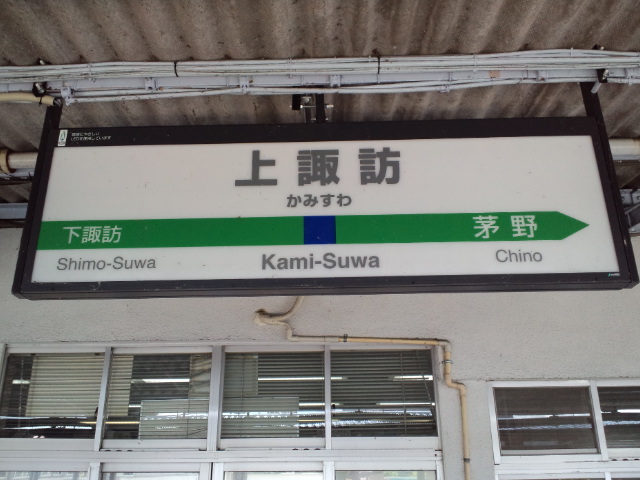 上諏訪
かみすわ
下諏訪
茅野
Shimo-Suwa
Kami-Suwa
Chino